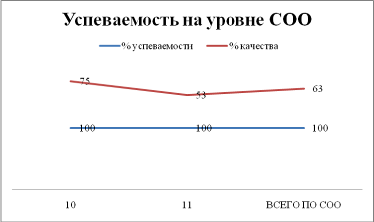 Успеваемость на уровне СОО
% успеваемости % качества
75 53 63
100 100 100
10 11 ВСЕГО ПО СОО